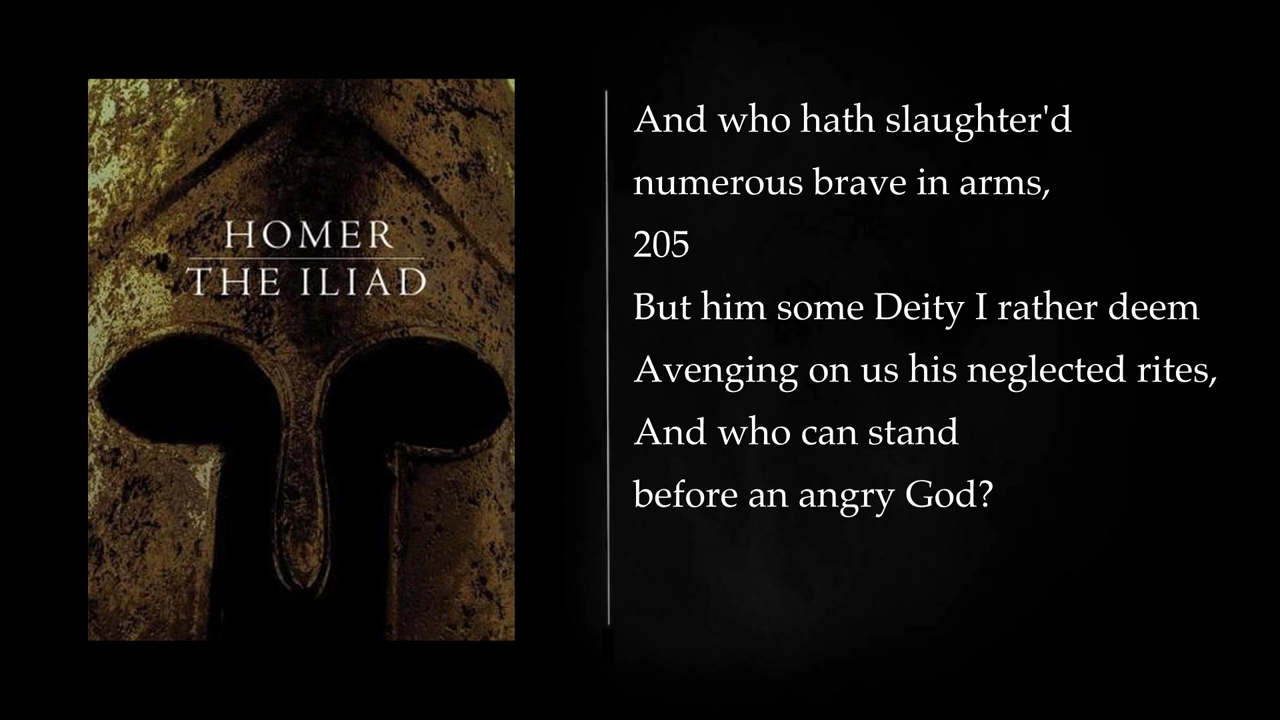 HOMER
THE ILIAD
And who hath slaughter'd
numerous brave in arms,
205
But him some Deity I rather deem
Avenging on us his neglected rites,
And who can stand
before an angry God?